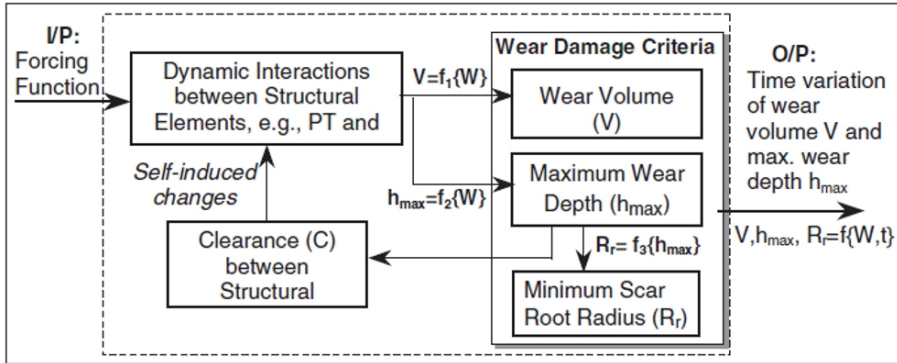 I/P:
Forcing
Function
Dynamic Interactions
between Structural
Elements, e.g., PT and
Self-induced
changes
Clearance (C)
between
Structural
V=f₁{W}
hmax=f₂{W}
Wear Damage Criteria
Wear Volume
(V)
Maximum Wear
Depth (hmax)
Rr= f₃{hmax}
Minimum Scar
Root Radius (Rr)
O/P:
Time variation
of wear
volume V and
max. wear
depth hmax
V,hmax, Rr=f{W,t}